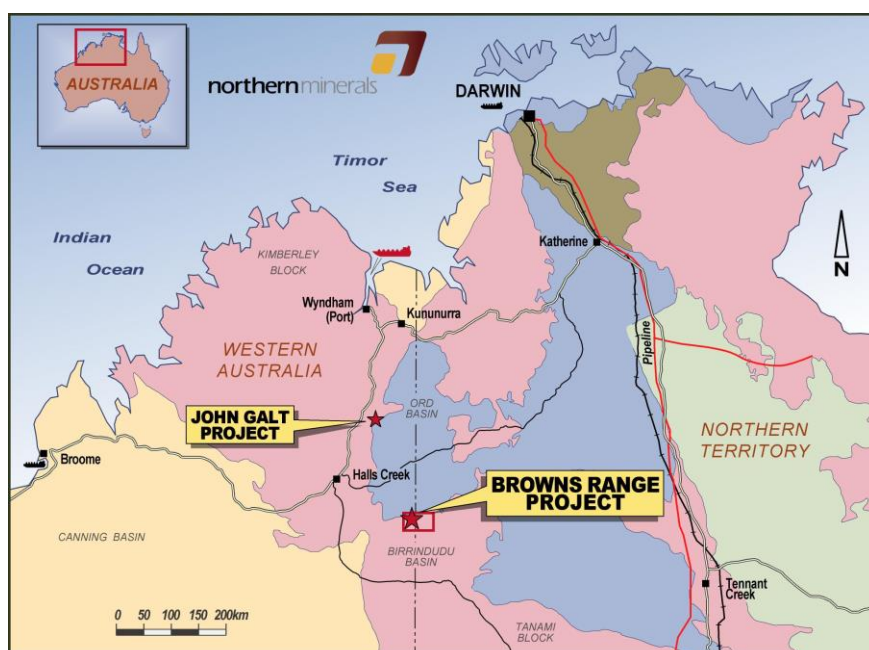 AUSTRALIA
northernminerals
DARWIN
Timor
Sea
Indian
Ocean
KIMBERLEY
BLOCK
Katherine
N
Wyndham
(Port)
Kununurra
WESTERN
AUSTRALIA
Pipeline
JOHN GALT
PROJECT
ORD
BASIN
NORTHERN
TERRITORY
Broome
Halls Creek
BROWNS RANGE
PROJECT
CANNING BASIN
BIRRINDUDU
BASIN
Tennant
Creek
0 50 100 150 200km
TANAMI
BLOCK